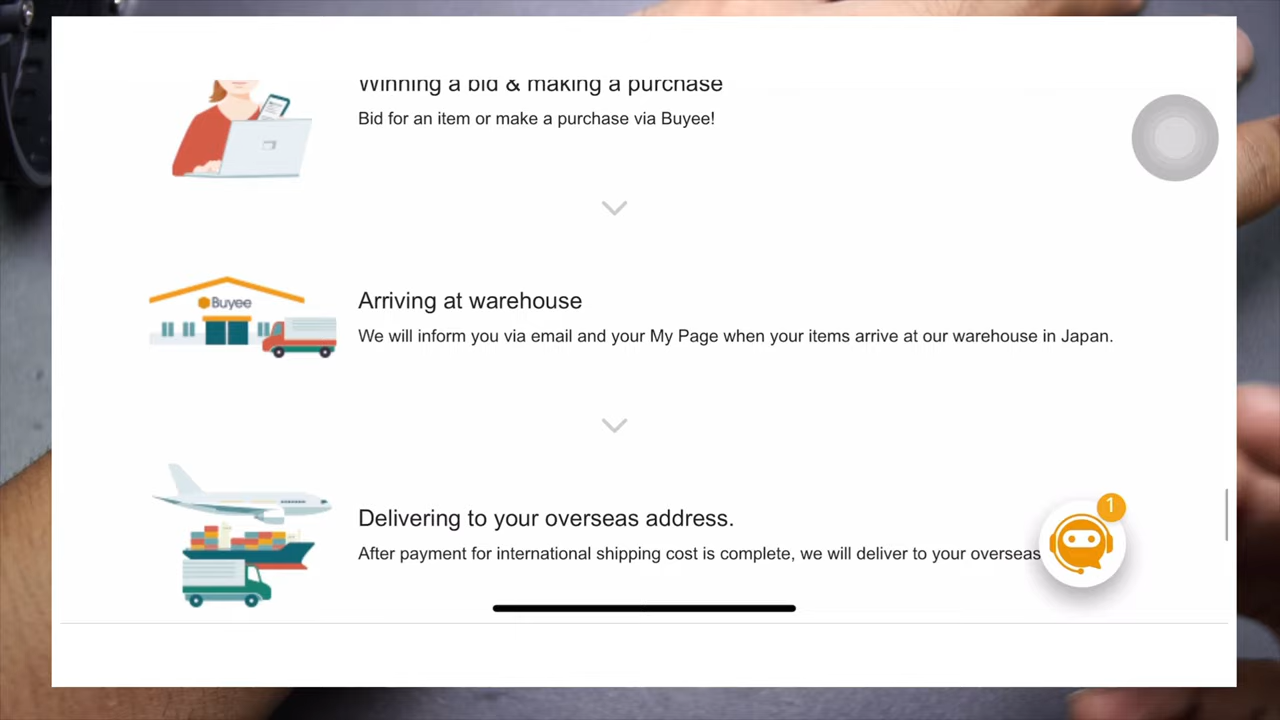 Winning a bid & making a purchase
Bid for an item or make a purchase via Buyee!
Buyee
Arriving at warehouse
We will inform you via email and your My Page when your items arrive at our warehouse in Japan.
Delivering to your overseas address.
After payment for international shipping cost is complete, we will deliver to your overseas
1